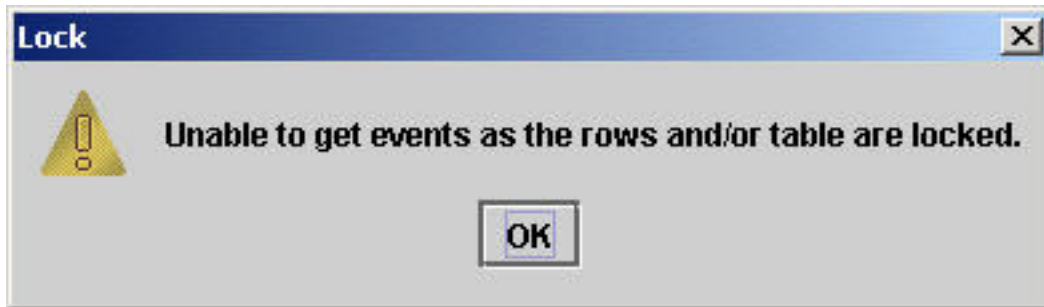 Lock
Unable to get events as the rows and/or table are locked.
OK